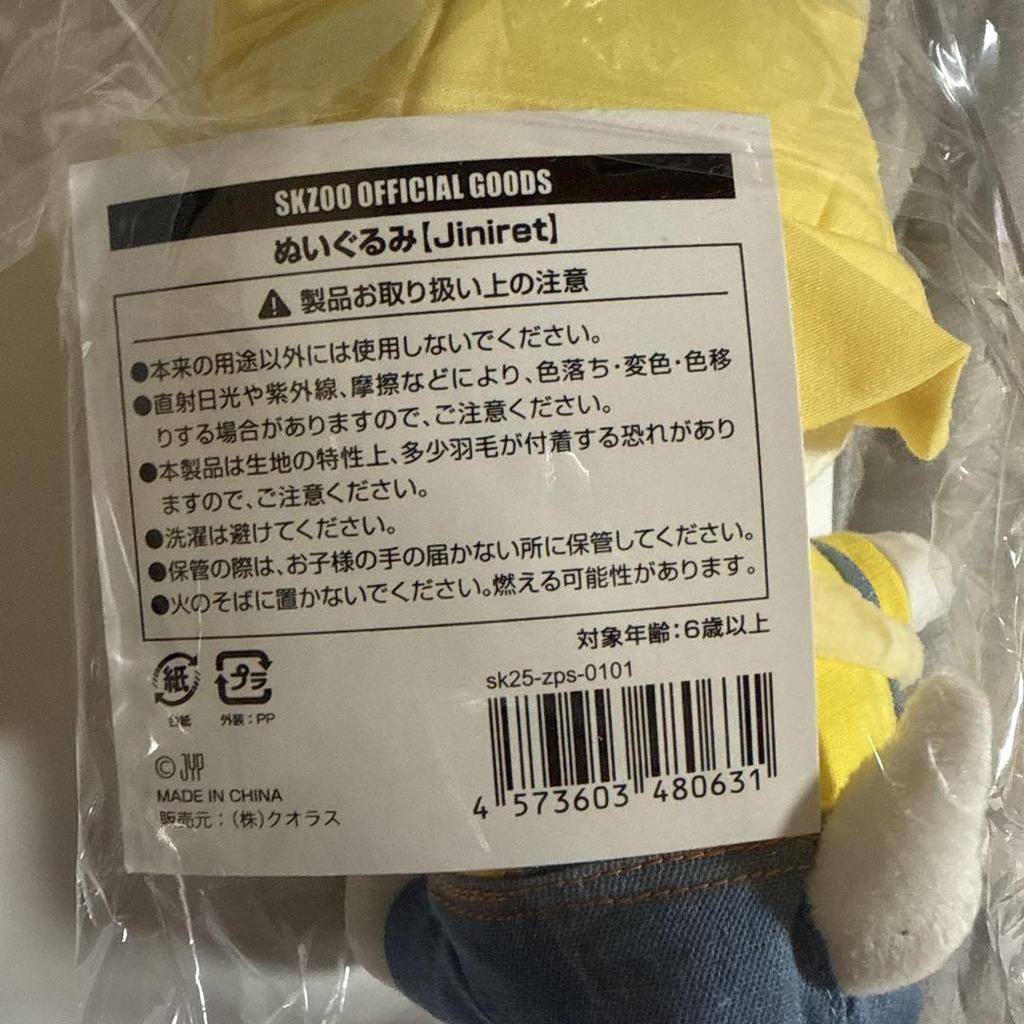 SKZOO OFFICIAL GOODS
ぬいぐるみ【Jiniret】
製品お取り扱い上の注意
●本来の用途以外には使用しないでください。
●直射日光や紫外線、摩擦などにより、色落ち・変色・色移
りする場合がありますので、ご注意ください。
●本製品は生地の特性上、多少羽毛が付着する恐れがあり
ますので、ご注意ください。
●洗濯は避けてください。
●保管の際は、お子様の手の届かない所に保管してください。
●火のそばに置かないでください。燃える可能性があります。
対象年齢：6歳以上
紙 プラ
台紙 外装：PP
sk25-zps-0101
4 573603 480631
© JYP
MADE IN CHINA
販売元：(株)クオラス